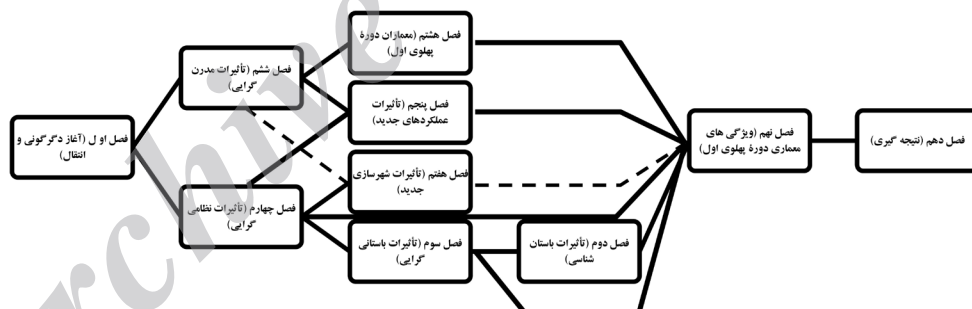 فصل هشتم (معماران دورهٔ
پهلوی اول)
فصل ششم (تأثیرات مدرن
گرایی)
فصل پنجم (تأثیرات
عملکردهای جدید)
فصل نهم (ویژگی های
معماری دورهٔ پهلوی اول)
فصل دهم (نتیجه گیری)
فصل او ل (آغاز دگرگونی و
انتقال)
فصل هفتم (تأثیرات شهرسازی
جدید)
فصل چهارم (تأثیرات نظامی
گرایی)
فصل سوم (تأثیرات باستانی
گرایی)
فصل دوم (تأثیرات باستان
شناسی)
rchive